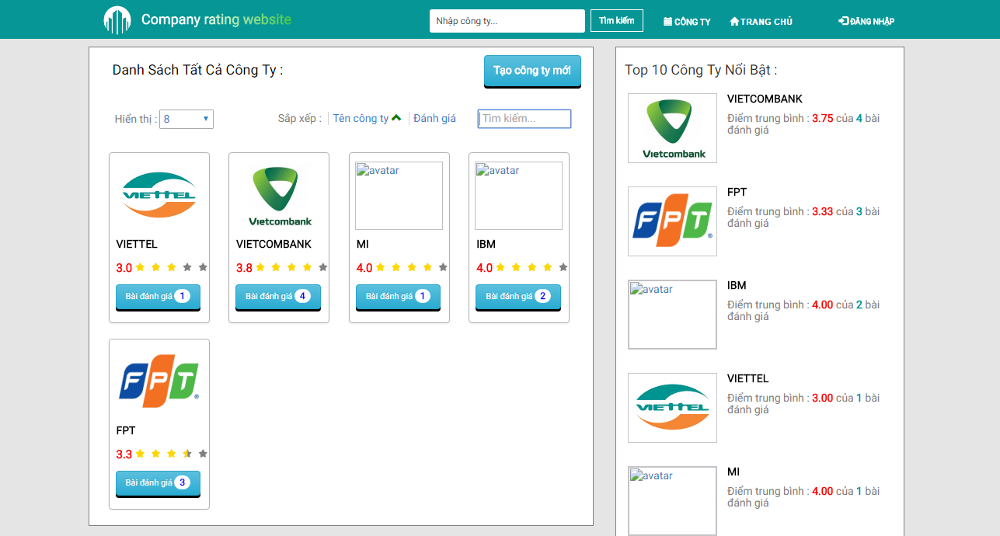 Company rating website
Nhập công ty...
Tìm kiếm
CÔNG TY
TRANG CHỦ
ĐĂNG NHẬP
Danh Sách Tất Cả Công Ty :
Tạo công ty mới
Hiển thị : 8
Sắp xếp : Tên công ty Đánh giá
Tìm kiếm...
VIETTEL
VIETTEL
3.0
Bài đánh giá 1
Vietcombank
VIETCOMBANK
3.8
Bài đánh giá 4
avatar
MI
4.0
Bài đánh giá 1
avatar
IBM
4.0
Bài đánh giá 2
FPT®
FPT
3.3
Bài đánh giá 3
Top 10 Công Ty Nổi Bật :
Vietcombank
VIETCOMBANK
Điểm trung bình : 3.75 của 4 bài
đánh giá
FPT®
FPT
Điểm trung bình : 3.33 của 3 bài
đánh giá
avatar
IBM
Điểm trung bình : 4.00 của 2 bài
đánh giá
VIETTEL
VIETTEL
Điểm trung bình : 3.00 của 1 bài
đánh giá
avatar
MI
Điểm trung bình : 4.00 của 1 bài
đánh giá